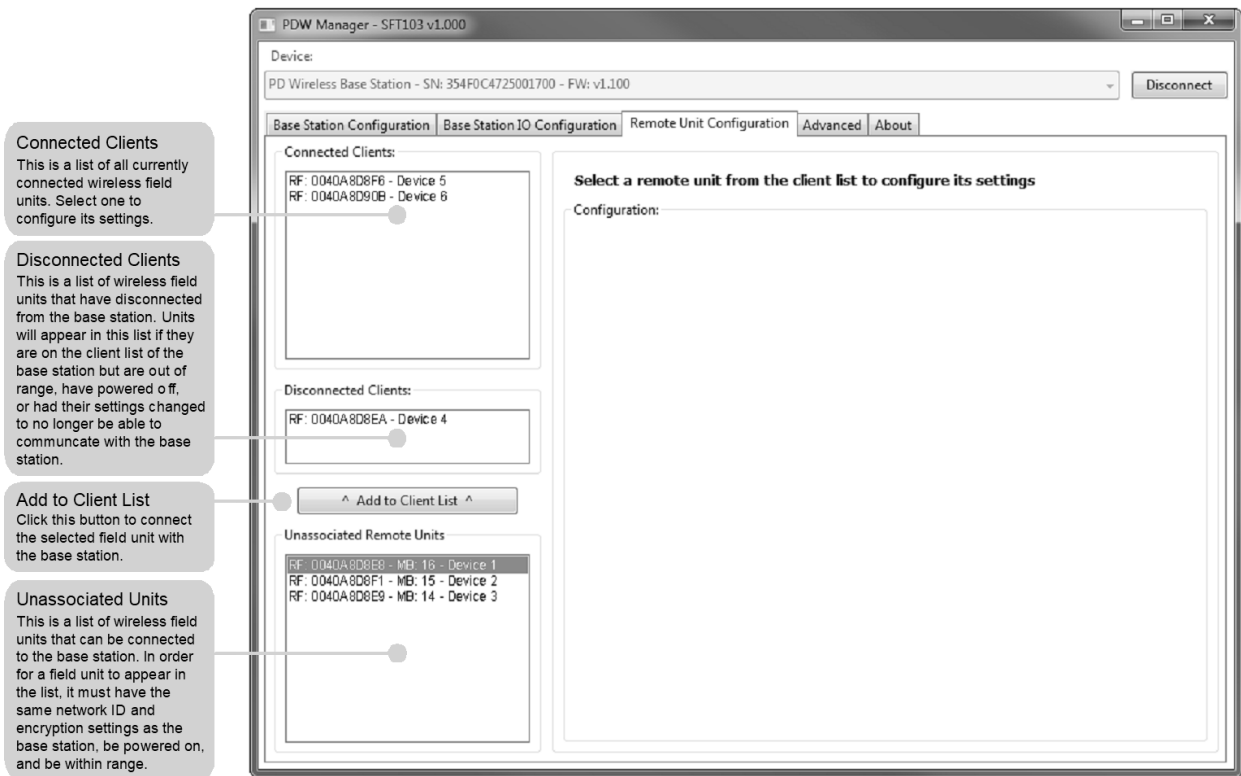 PDW Manager - SFT103 v1.000
Device:
PD Wireless Base Station - SN: 354F0C4725001700 - FW: v1.100
Disconnect
Base Station Configuration
Base Station IO Configuration
Remote Unit Configuration
Advanced
About
Connected Clients
This is a list of all currently
connected wireless field
units. Select one to
configure its settings.
Connected Clients:
RF: 0040A8D8F6 - Device 5
RF: 0040A8D90B - Device 6
Select a remote unit from the client list to configure its settings
Configuration:
Disconnected Clients
This is a list of wireless field
units that have disconnected
from the base station. Units
will appear in this list if they
are on the client list of the
base station but are out of
range, have powered off,
or had their settings changed
to no longer be able to
communcate with the base
station.
Disconnected Clients:
RF: 0040A8D8EA - Device 4
Add to Client List
Click this button to connect
the selected field unit with
the base station.
^ Add to Client List ^
Unassociated Remote Units
RF: 0040A8D8E8 - MB: 16 - Device 1
RF: 0040A8D8F1 - MB: 15 - Device 2
RF: 0040A8D8E9 - MB: 14 - Device 3
Unassociated Units
This is a list of wireless field
units that can be connected
to the base station. In order
for a field unit to appear in
the list, it must have the
same network ID and
encryption settings as the
base station, be powered on,
and be within range.